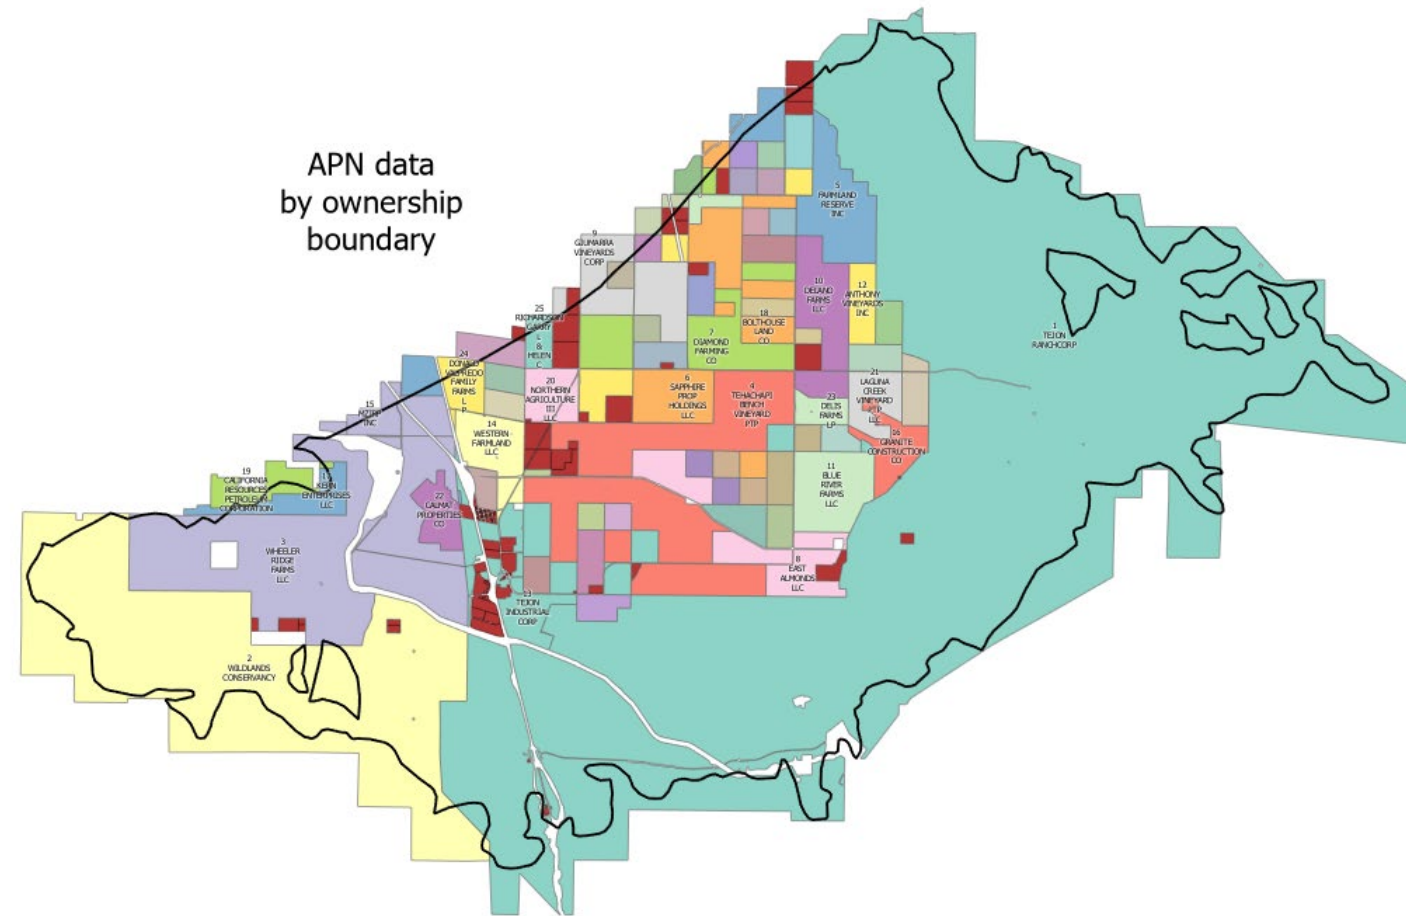 APN data
by ownership
boundary
5
FARMLAND
RESERVE
INC
9
GIUMARRA
VINEYARDS
CORP
10
DELAND
FARMS
LLC
12
ANTHONY
VINEYARDS
INC
1
TEJON
RANCHCORP
25
RICHARDSON
GARRY
L
&
HELEN
C
18
BOLTHOUSE
LAND
CO
7
DIAMOND
FARMING
CO
24
DONALD
VALPREDO
FAMILY
FARMS
L
P
20
NORTHERN
AGRICULTURE
III
LLC
6
SAPPHIRE
PROP
HOLDINGS
LLC
4
TEHACHAPI
BENCH
VINEYARD
PTP
21
LAGUNA
CREEK
VINEYARD
PTP
LLC
23
DELIS
FARMS
LP
15
INC
14
WESTERN
FARMLAND
LLC
16
GRANITE
CONSTRUCTION
CO
19
CALIFORNIA
RESOURCES
PETROLEUM
CORPORATION
KERN
ENTERPRISES
LLC
11
BLUE
RIVER
FARMS
LLC
22
CALMAT
PROPERTIES
CO
3
WHEELER
RIDGE
FARMS
LLC
8
EAST
ALMONDS
LLC
13
TEJON
INDUSTRIAL
CORP
2
WILDLANDS
CONSERVANCY